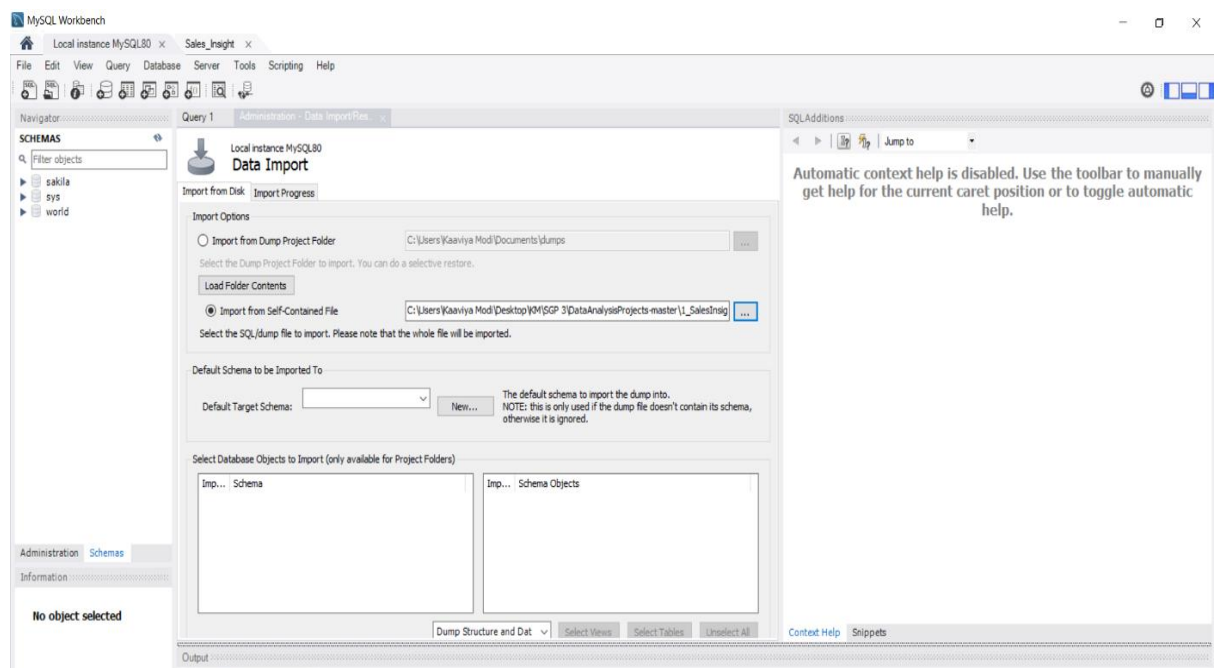 MySQL Workbench
Local instance MySQL80 x Sales_Insight x
File Edit View Query Database Server Tools Scripting Help
Navigator
SCHEMAS
Filter objects
sakila
sys
world
Administration Schemas
Information
No object selected
Query 1 Administration - Data Import/Res... x
Local instance MySQL80
Data Import
Import from Disk Import Progress
Import Options
Import from Dump Project Folder C:\Users\Kaaviya Modi\Documents\dumps ...
Select the Dump Project Folder to import. You can do a selective restore.
Load Folder Contents
Import from Self-Contained File C:\Users\Kaaviya Modi\Desktop\KM\SGP 3\DataAnalysisProjects-master\1_SalesInsig ...
Select the SQL/dump file to import. Please note that the whole file will be imported.
Default Schema to be Imported To
Default Target Schema: New...
The default schema to import the dump into.
NOTE: this is only used if the dump file doesn't contain its schema,
otherwise it is ignored.
Select Database Objects to Import (only available for Project Folders)
Imp... Schema
Imp... Schema Objects
Dump Structure and Dat Select Views Select Tables Unselect All
Output
SQLAdditions
Jump to
Automatic context help is disabled. Use the toolbar to manually
get help for the current caret position or to toggle automatic
help.
Context Help Snippets